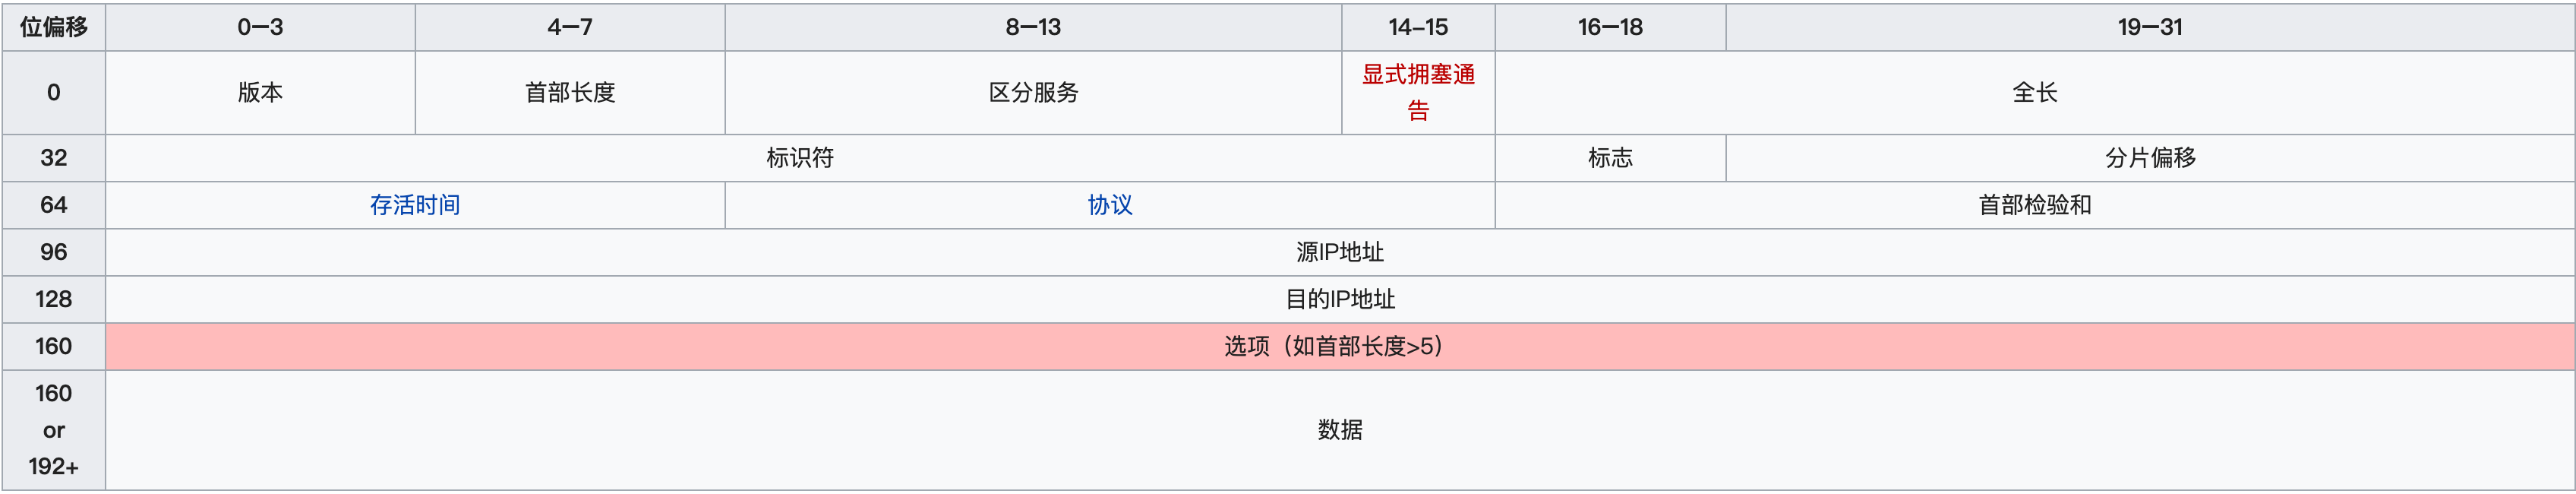 位偏移 0–3 4–7 8–13 14–15 16–18 19–31
0 版本 首部长度 区分服务 显式拥塞通
告 全长
32 标识符 标志 分片偏移
64 存活时间 协议 首部检验和
96 源IP地址
128 目的IP地址
160 选项（如首部长度>5）
160
or
192+ 数据